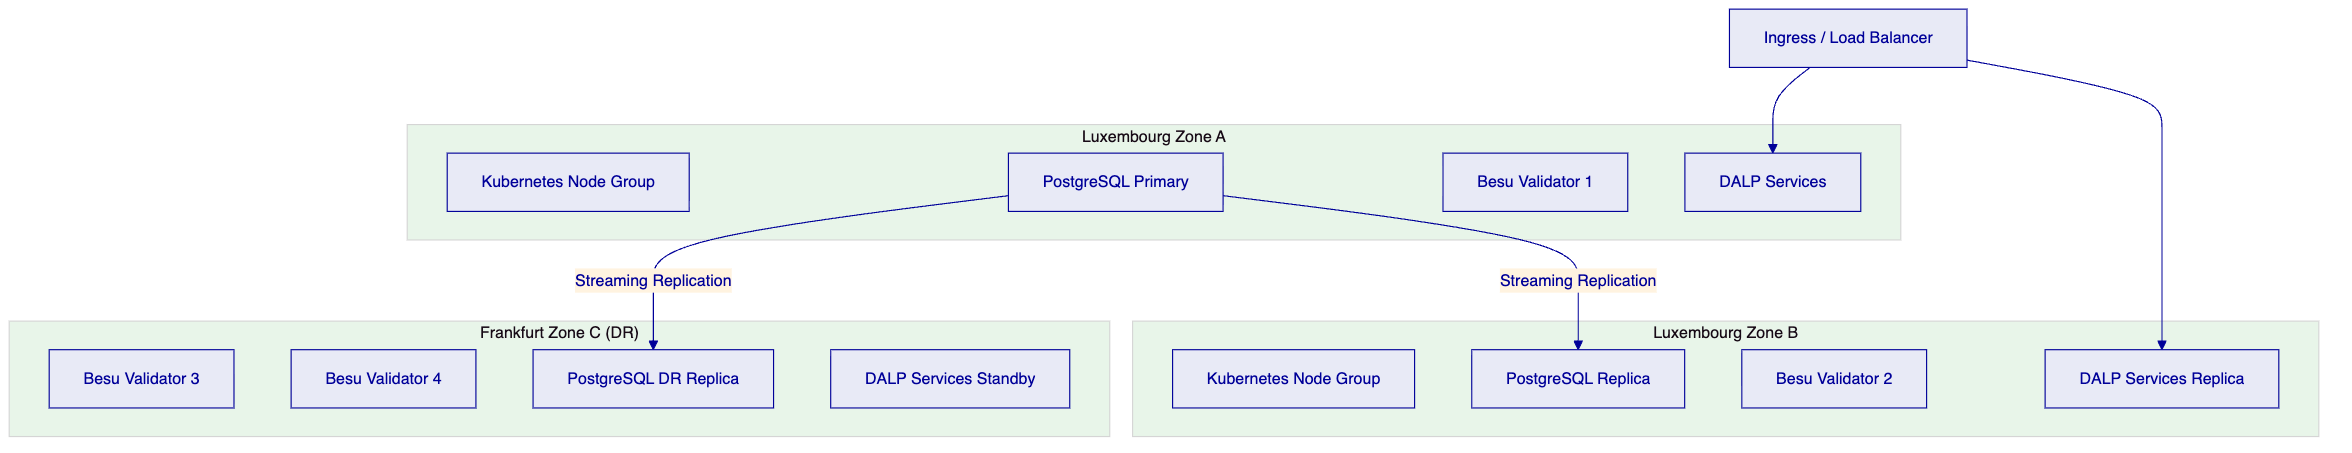 Ingress / Load Balancer
Luxembourg Zone A
Kubernetes Node Group
PostgreSQL Primary
Besu Validator 1
DALP Services
Streaming Replication
Streaming Replication
Frankfurt Zone C (DR)
Besu Validator 3
Besu Validator 4
PostgreSQL DR Replica
DALP Services Standby
Luxembourg Zone B
Kubernetes Node Group
PostgreSQL Replica
Besu Validator 2
DALP Services Replica